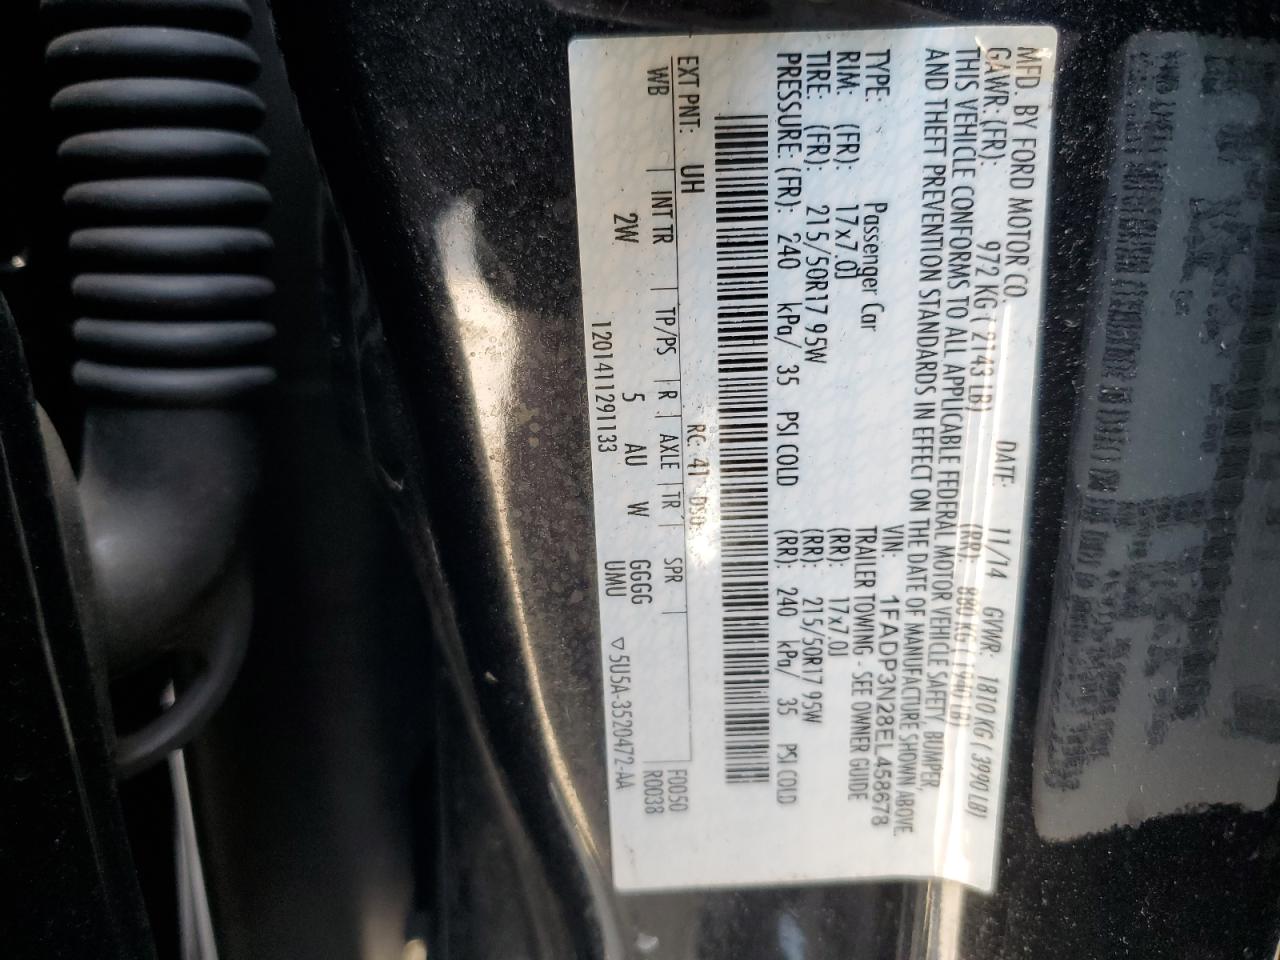 MFD. BY FORD MOTOR CO.
DATE: 11/14 GVWR: 1810 KG ( 3990 LB)
GAWR: (FR): 972 KG ( 2143 LB) (RR): 880 KG ( 1940 LB)
THIS VEHICLE CONFORMS TO ALL APPLICABLE FEDERAL MOTOR VEHICLE SAFETY, BUMPER,
AND THEFT PREVENTION STANDARDS IN EFFECT ON THE DATE OF MANUFACTURE SHOWN ABOVE.
VIN: 1FADP3N28EL458678
TYPE: Passenger Car TRAILER TOWING - SEE OWNER GUIDE
RIM: (FR): 17x7.0J (RR): 17x7.0J
TIRE: (FR): 215/50R17 95W (RR): 215/50R17 95W
PRESSURE: (FR): 240 kPa/ 35 PSI COLD (RR): 240 kPa/ 35 PSI COLD
EXT PNT: UH RC: 41 DSO: F0050
WB INT TR TP/PS R AXLE TR SPR R0038
2W 5 AU W GGGG
1201411291133 UMU ▽5U5A-3520472-AA